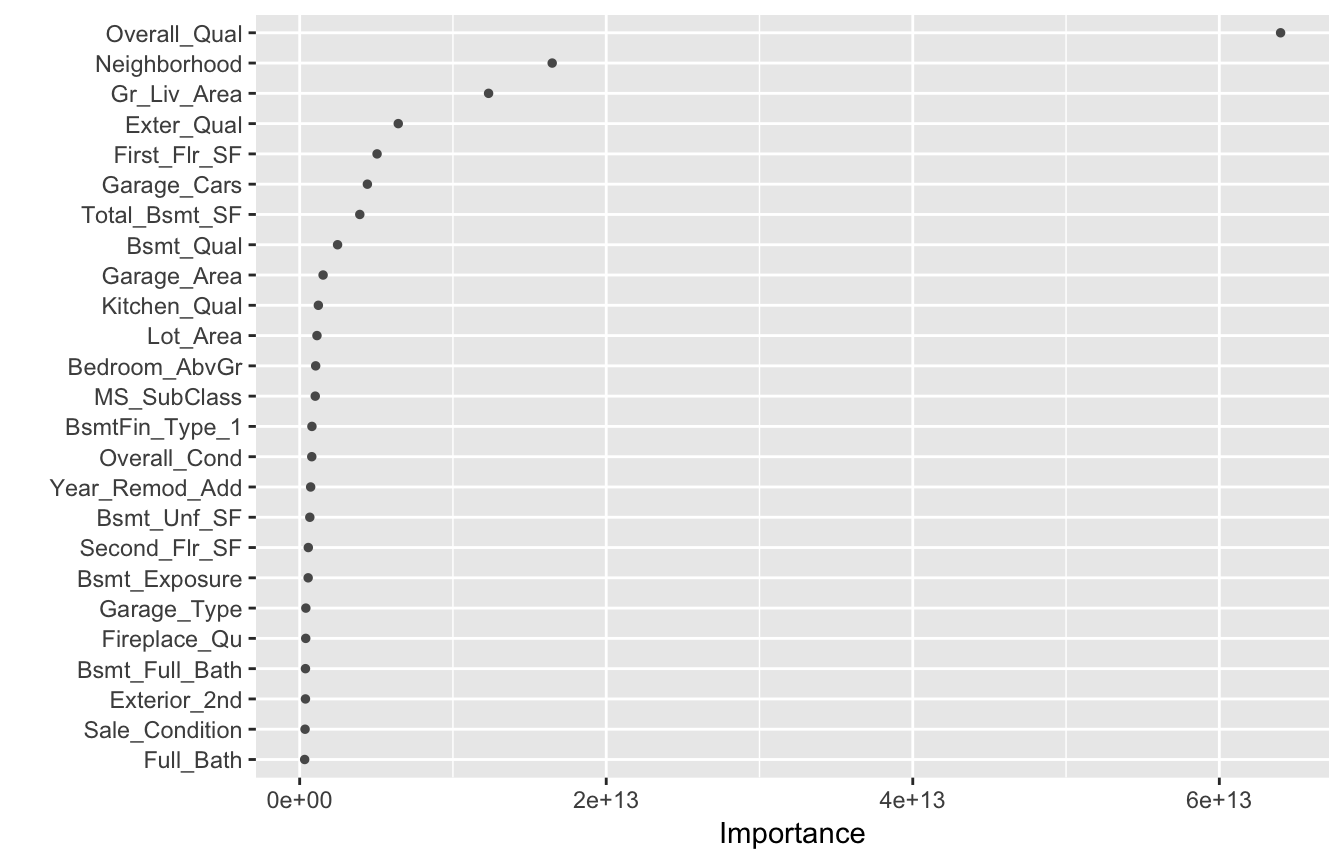 Overall_Qual
Neighborhood
Gr_Liv_Area
Exter_Qual
First_Flr_SF
Garage_Cars
Total_Bsmt_SF
Bsmt_Qual
Garage_Area
Kitchen_Qual
Lot_Area
Bedroom_AbvGr
MS_SubClass
BsmtFin_Type_1
Overall_Cond
Year_Remod_Add
Bsmt_Unf_SF
Second_Flr_SF
Bsmt_Exposure
Garage_Type
Fireplace_Qu
Bsmt_Full_Bath
Exterior_2nd
Sale_Condition
Full_Bath
0e+00 2e+13 4e+13 6e+13
Importance